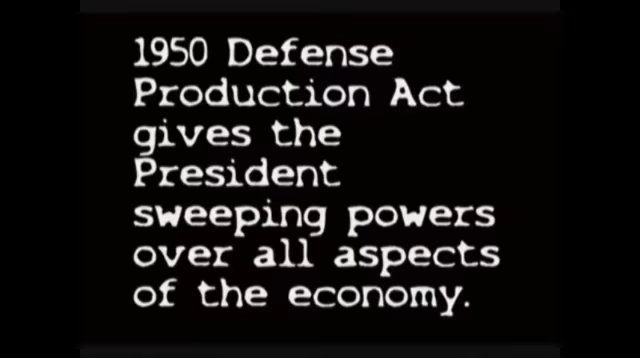 1950 Defense
Production Act
gives the
President
sweeping powers
over all aspects
of the economy.